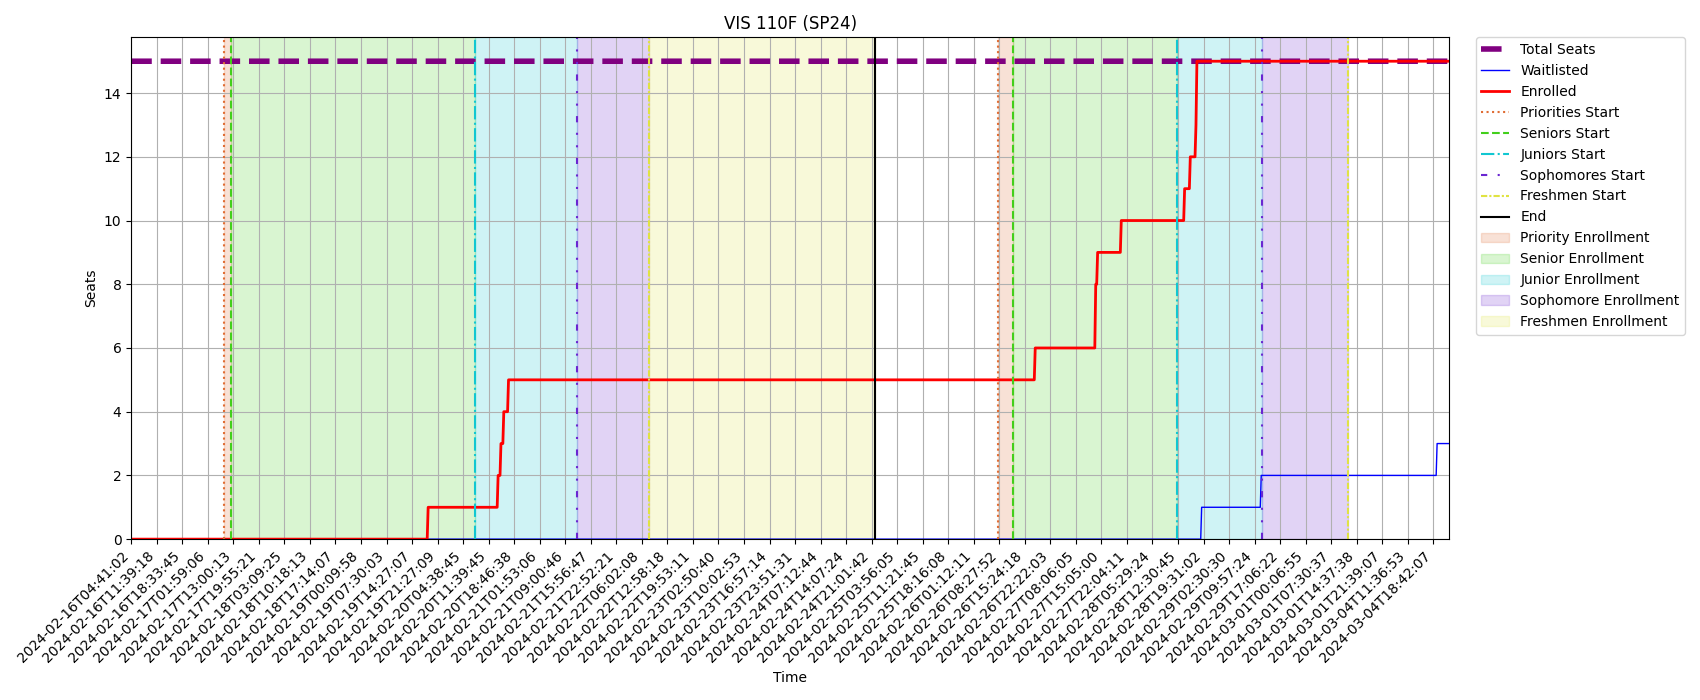 VIS 110F (SP24)
Total Seats
Waitlisted
Enrolled
Priorities Start
Seniors Start
Juniors Start
Sophomores Start
Freshmen Start
End
Priority Enrollment
Senior Enrollment
Junior Enrollment
Sophomore Enrollment
Freshmen Enrollment
Seats
14
12
10
8
6
4
2
0
2024-02-16T04:41:02
2024-02-16T11:39:18
2024-02-16T18:33:45
2024-02-17T01:59:06
2024-02-17T13:00:13
2024-02-17T19:55:21
2024-02-18T03:09:25
2024-02-18T10:18:13
2024-02-18T17:14:07
2024-02-19T00:09:58
2024-02-19T07:30:03
2024-02-19T14:27:07
2024-02-19T21:27:09
2024-02-20T04:38:45
2024-02-20T11:39:45
2024-02-20T18:46:38
2024-02-21T01:53:06
2024-02-21T09:00:46
2024-02-21T15:56:47
2024-02-21T22:52:21
2024-02-22T06:02:08
2024-02-22T12:58:18
2024-02-22T19:53:11
2024-02-23T02:50:40
2024-02-23T10:02:53
2024-02-23T16:57:14
2024-02-23T23:51:31
2024-02-24T07:12:44
2024-02-24T14:07:24
2024-02-24T21:01:42
2024-02-25T03:56:05
2024-02-25T11:21:45
2024-02-25T18:16:09
2024-02-26T01:12:11
2024-02-26T08:27:52
2024-02-26T15:24:18
2024-02-26T22:22:03
2024-02-27T08:06:05
2024-02-27T15:05:00
2024-02-27T22:04:11
2024-02-28T05:29:24
2024-02-28T12:30:45
2024-02-28T19:31:02
2024-02-29T02:30:30
2024-02-29T09:57:24
2024-02-29T17:06:22
2024-03-01T00:06:55
2024-03-01T07:30:37
2024-03-01T14:37:38
2024-03-01T21:39:07
2024-03-04T11:36:53
2024-03-04T18:42:07
Time